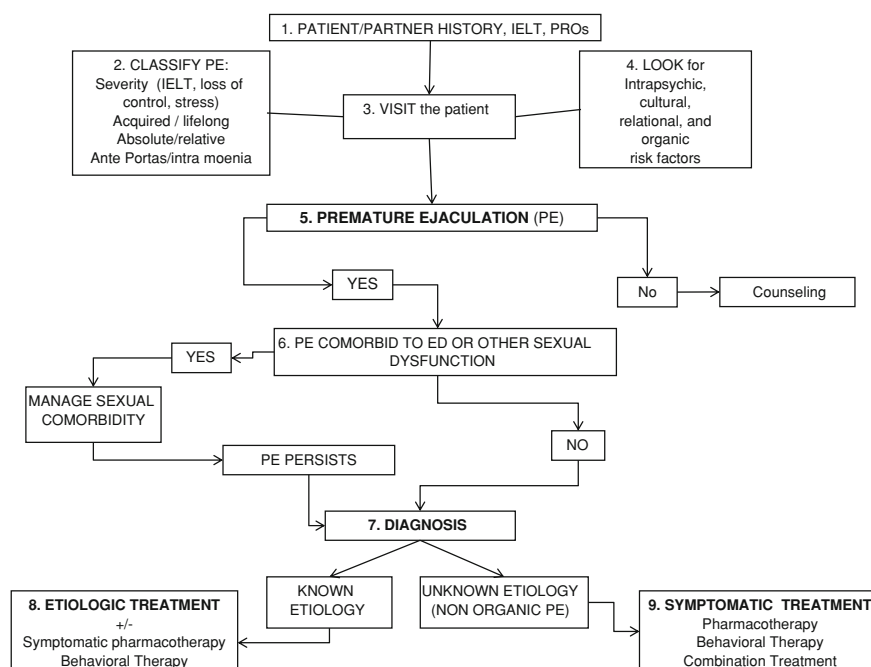 1. PATIENT/PARTNER HISTORY, IELT, PROs
2. CLASSIFY PE:
Severity (IELT, loss of
control, stress)
Acquired / lifelong
Absolute/relative
Ante Portas/intra moenia
3. VISIT the patient
4. LOOK for
Intrapsychic,
cultural,
relational, and
organic
risk factors
5. PREMATURE EJACULATION (PE)
YES
No
Counseling
6. PE COMORBID TO ED OR OTHER SEXUAL
DYSFUNCTION
YES
MANAGE SEXUAL
COMORBIDITY
NO
PE PERSISTS
7. DIAGNOSIS
KNOWN
ETIOLOGY
UNKNOWN ETIOLOGY
(NON ORGANIC PE)
8. ETIOLOGIC TREATMENT
+/-
Symptomatic pharmacotherapy
Behavioral Therapy
9. SYMPTOMATIC TREATMENT
Pharmacotherapy
Behavioral Therapy
Combination Treatment